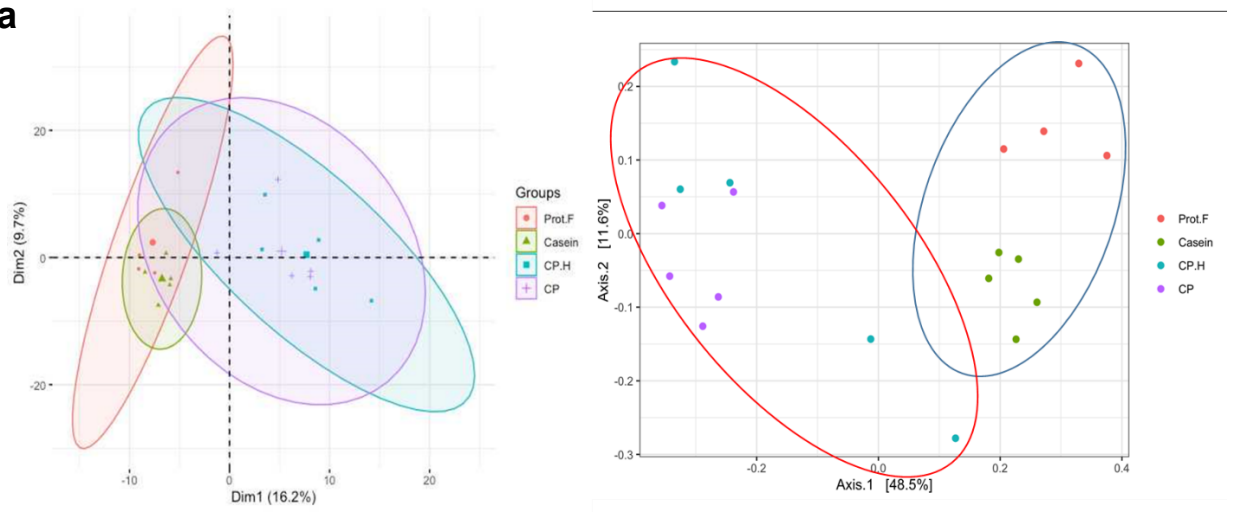 a
20
0
-20
-10
0
10
20
Dim2 (9.7%)
Dim1 (16.2%)
Groups
Prot.F
Casein
CP.H
CP
0.2
0.1
0.0
-0.1
-0.2
-0.3
-0.2
0.0
0.2
0.4
Axis.2 [11.6%]
Axis.1 [48.5%]
Prot.F
Casein
CP.H
CP